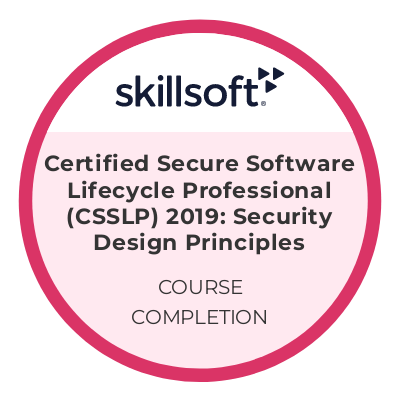 skillsoft®
Certified Secure Software
Lifecycle Professional
(CSSLP) 2019: Security
Design Principles
COURSE
COMPLETION